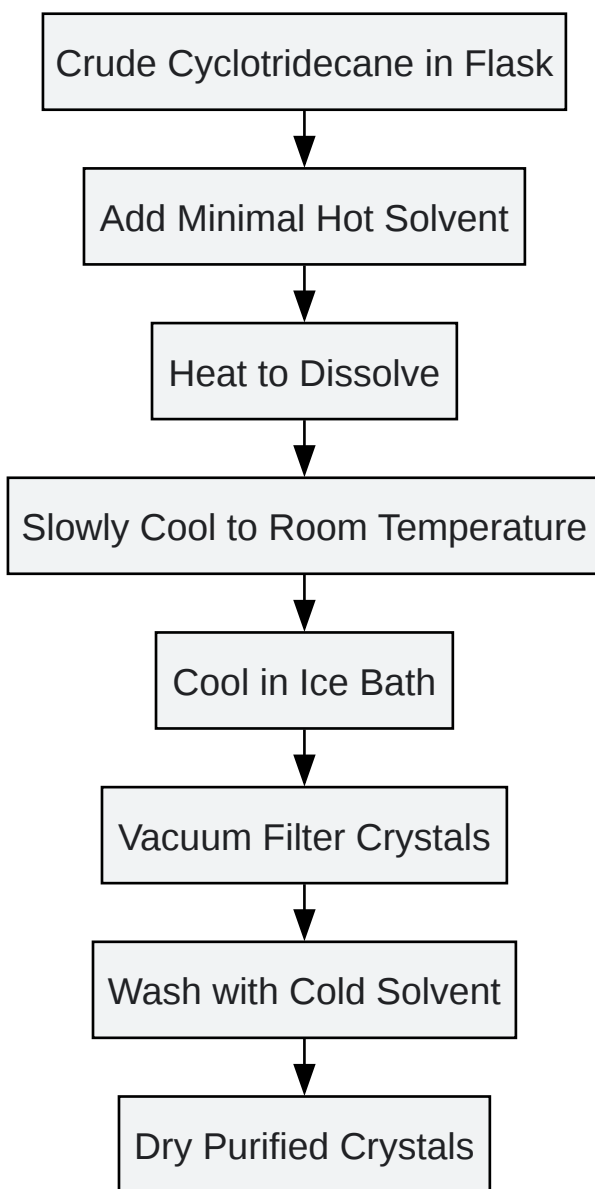 Crude Cyclotridecane in Flask
Add Minimal Hot Solvent
Heat to Dissolve
Slowly Cool to Room Temperature
Cool in Ice Bath
Vacuum Filter Crystals
Wash with Cold Solvent
Dry Purified Crystals